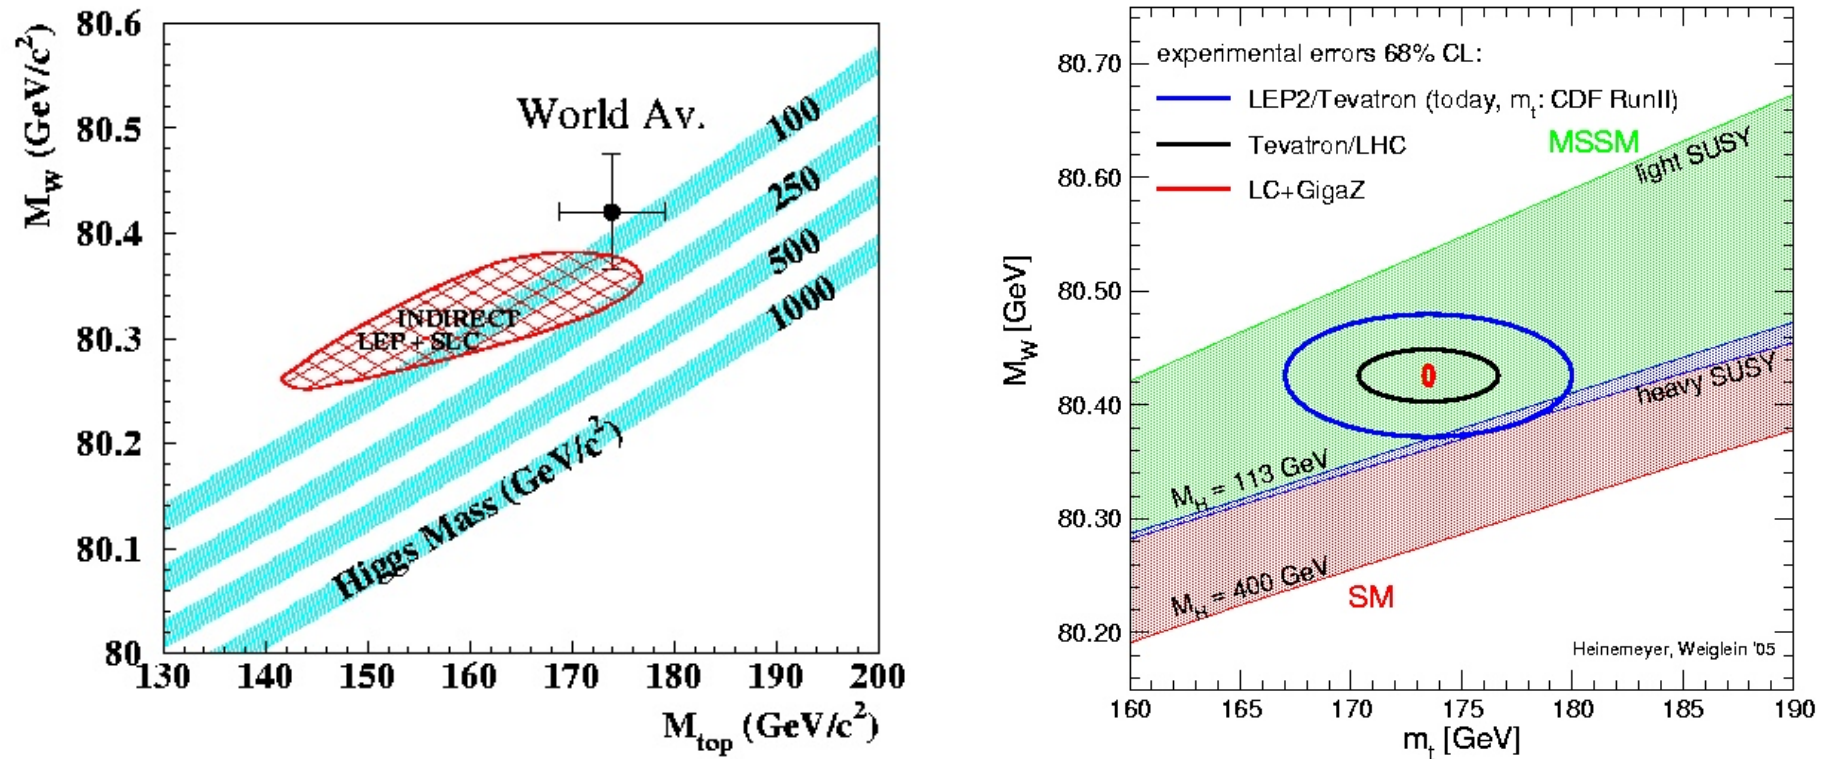 80.6
80.5
80.4
80.3
80.2
80.1
80
M_W (GeV/c²)
World Av.
100
250
500
1000
INDIRECT
LEP + SLC
Higgs Mass (GeV/c²)
130 140 150 160 170 180 190 200
M_top (GeV/c²)
80.70
80.60
80.50
80.40
80.30
80.20
M_W [GeV]
experimental errors 68% CL:
LEP2/Tevatron (today, m_t: CDF RunII)
Tevatron/LHC
LC+GigaZ
MSSM
light SUSY
heavy SUSY
M_H = 113 GeV
M_H = 400 GeV
SM
Heinemeyer, Weiglein '05
160 165 170 175 180 185 190
m_t [GeV]